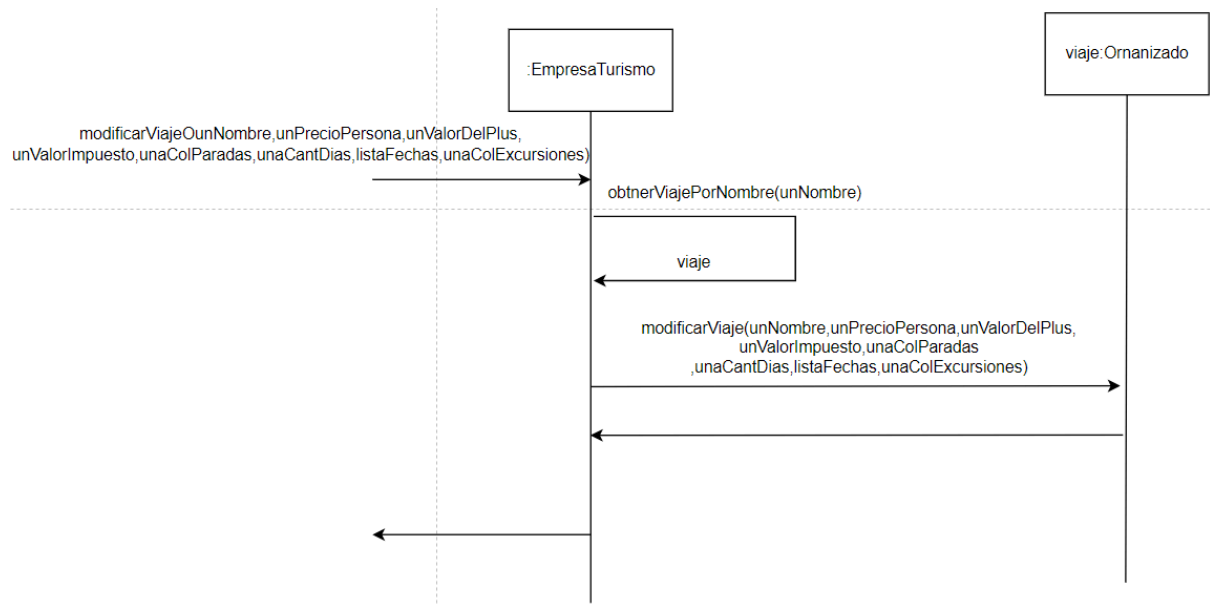 :EmpresaTurismo
viaje:Ornanizado
modificarViajeOunNombre,unPrecioPersona,unValorDelPlus,
unValorImpuesto,unaColParadas,unaCantDias,listaFechas,unaColExcursiones)
obtnerViajePorNombre(unNombre)
viaje
modificarViaje(unNombre,unPrecioPersona,unValorDelPlus,
unValorImpuesto,unaColParadas
,unaCantDias,listaFechas,unaColExcursiones)